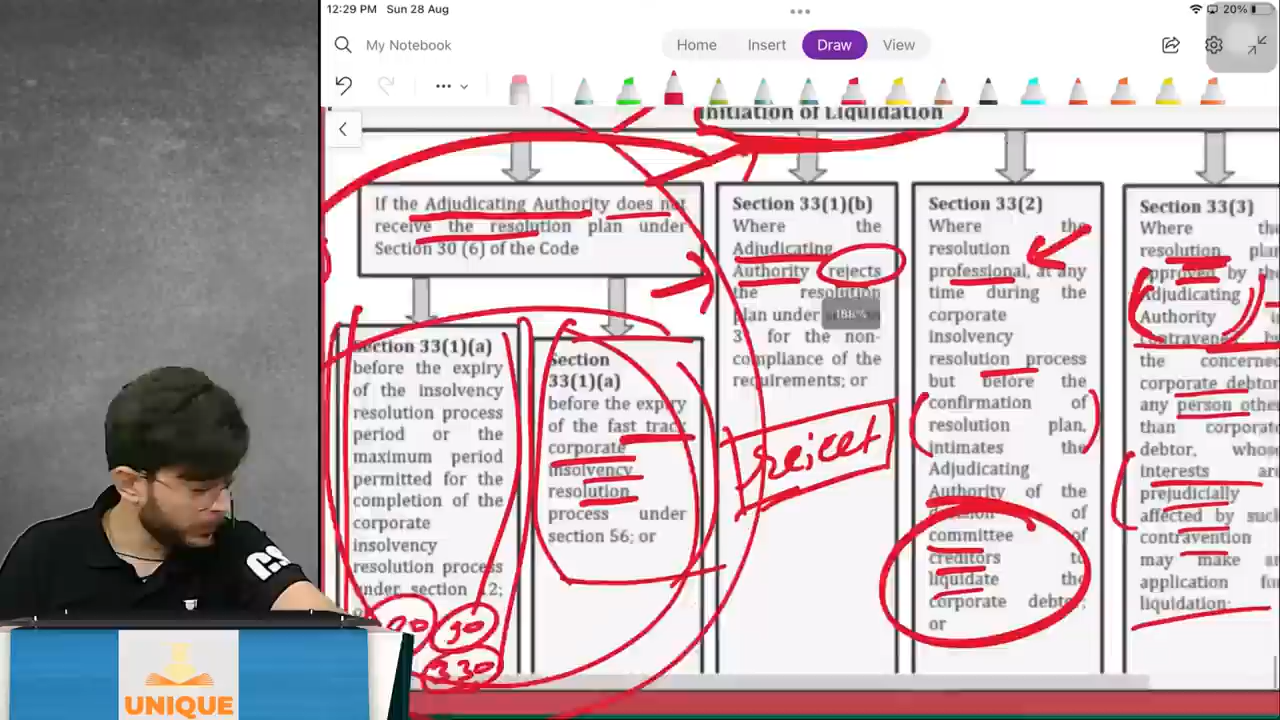 12:29 PM Sun 28 Aug
20%
My Notebook
Home Insert Draw View
Initiation of Liquidation
If the Adjudicating Authority does not
receive the resolution plan under
Section 30 (6) of the Code
Section 33(1)(a)
before the expiry
of the insolvency
resolution process
period or the
maximum period
permitted for the
completion of the
corporate
insolvency
resolution process
under section 12;
90
330
Section
33(1)(a)
before the expiry
of the fast track
corporate
insolvency
resolution
process under
section 56; or
Section 33(1)(b)
Where the
Adjudicating
Authority rejects
the resolution
plan under
for the non-
compliance of the
requirements; or
188%
reject
Section 33(2)
Where the
resolution
professional, at any
time during the
corporate
insolvency
resolution process
but before the
confirmation of
resolution plan,
intimates the
Adjudicating
Authority of the
decision of
committee of
creditors to
liquidate the
corporate debtor;
or
Section 33(3)
Where the
resolution plan
approved by the
Adjudicating
Authority
contravened
the concerned
corporate debtor
any person other
than corporate
debtor, whose
interests are
prejudicially
affected by such
contravention
may make an
application for
liquidation;
CS
UNIQUE